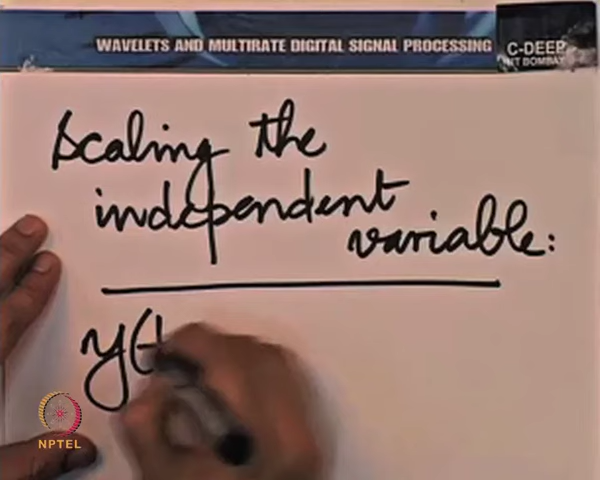 WAVELETS AND MULTIRATE DIGITAL SIGNAL PROCESSING
C-DEEP
IIT BOMBAY
Scaling the
independent
variable:
y(t
NPTEL